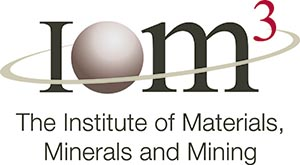 IOM³
The Institute of Materials,
Minerals and Mining